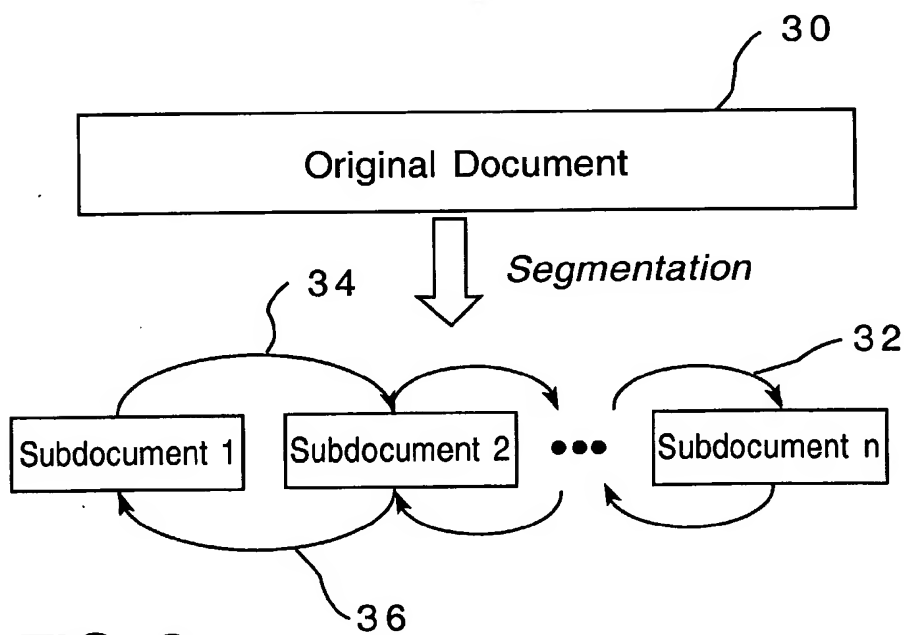 30
Original Document
Segmentation
34
32
Subdocument 1
Subdocument 2
Subdocument n
36